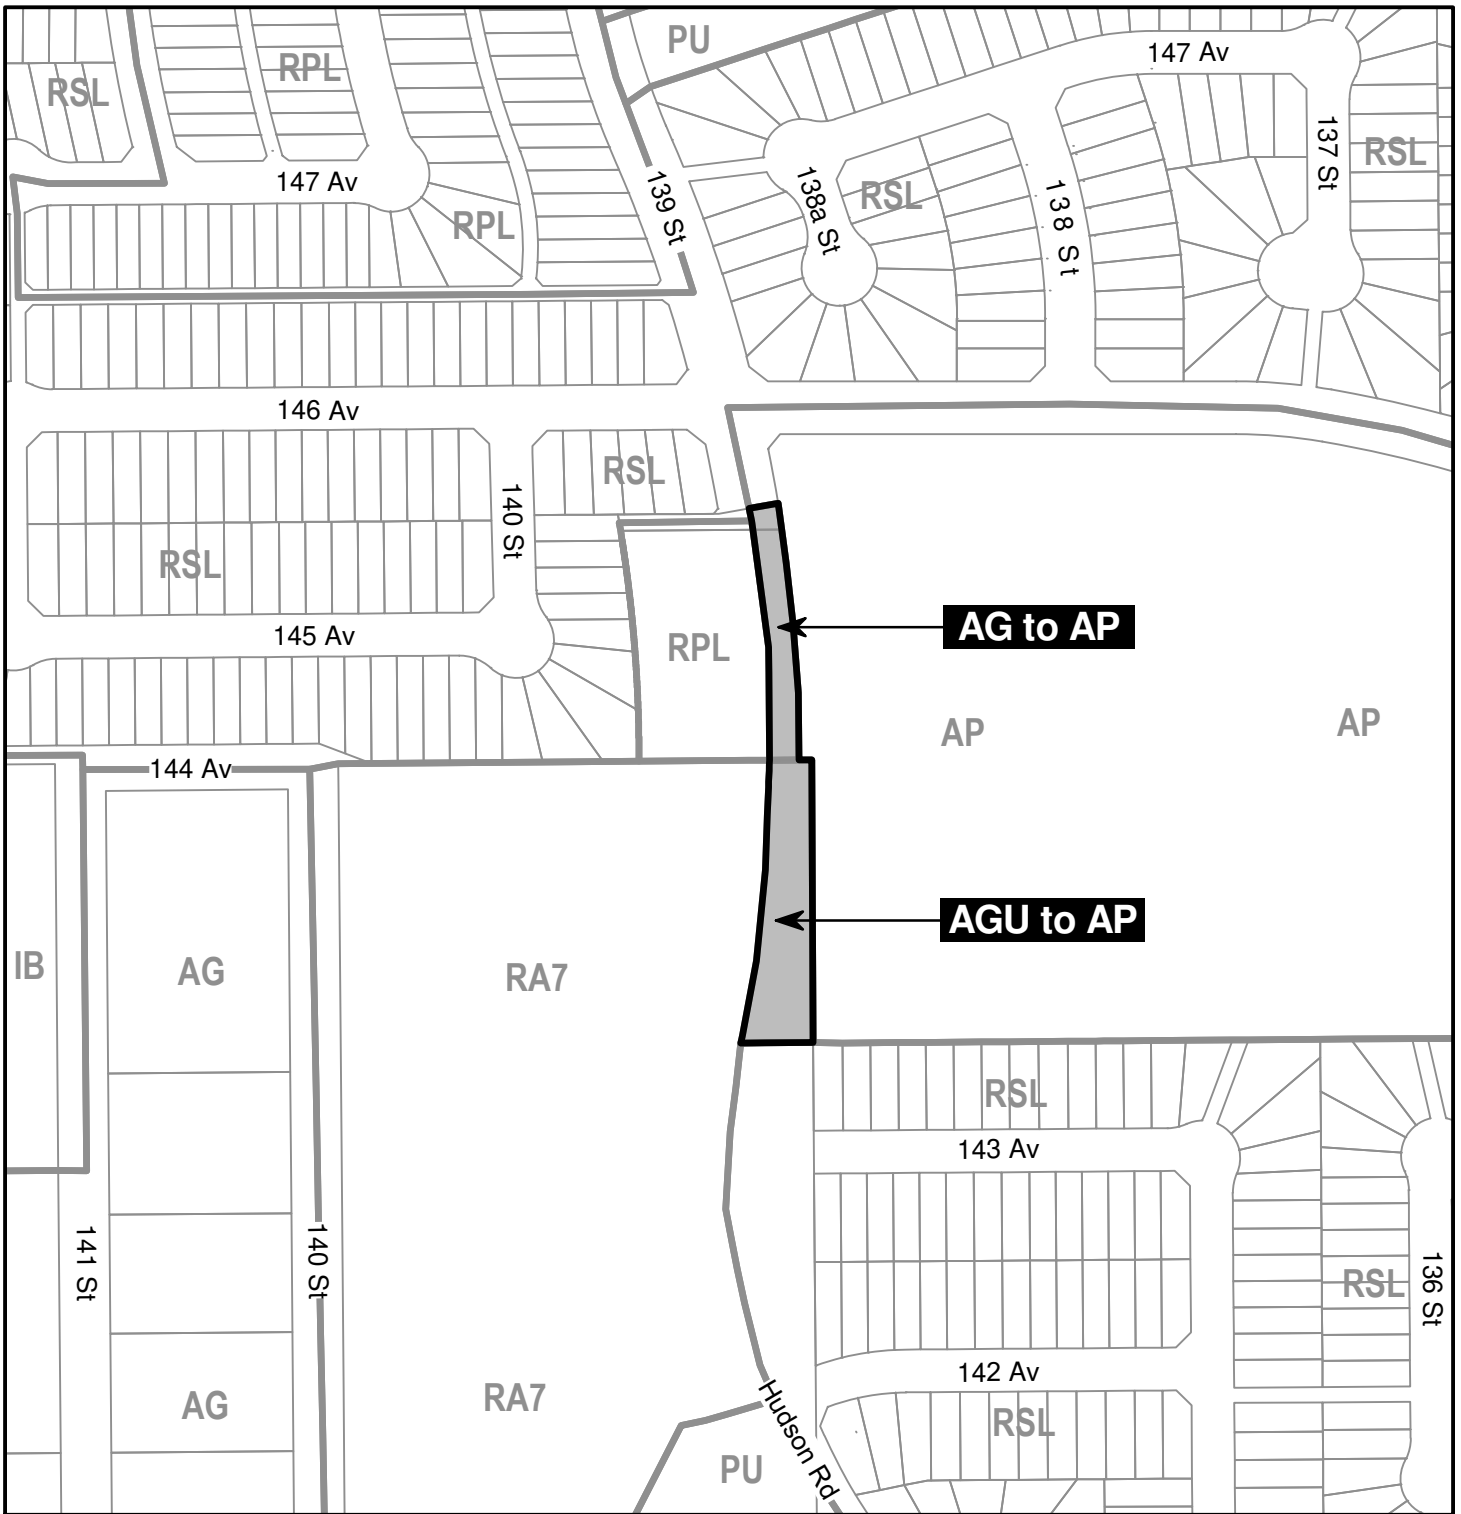 PU
147 Av
RPL
RSL
137 St
RSL
147 Av
139 St
138a St
RSL
138 St
RPL
146 Av
RSL
140 St
RSL
145 Av
AG to AP
RPL
AP
AP
144 Av
AGU to AP
IB
AG
RA7
RSL
143 Av
141 St
140 St
RSL
136 St
142 Av
RA7
AG
Hudson Rd
RSL
PU